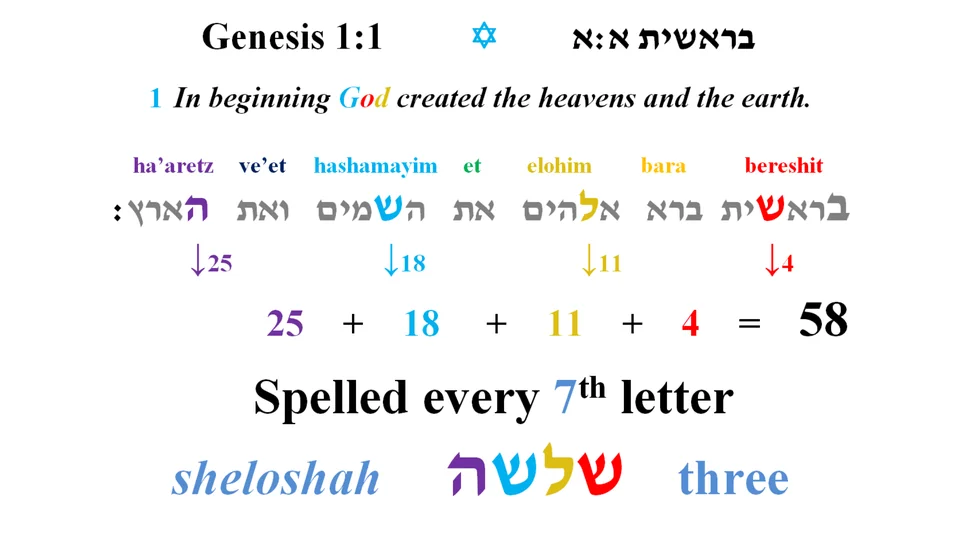 Genesis 1:1 ✡ בראשית א:א
1 In beginning God created the heavens and the earth.
ha’aretz ve’et hashamayim et elohim bara bereshit
בראשית ברא אלהים את השמים ואת הארץ:
↓25 ↓18 ↓11 ↓4
25 + 18 + 11 + 4 = 58
Spelled every 7th letter
sheloshah שלשה three